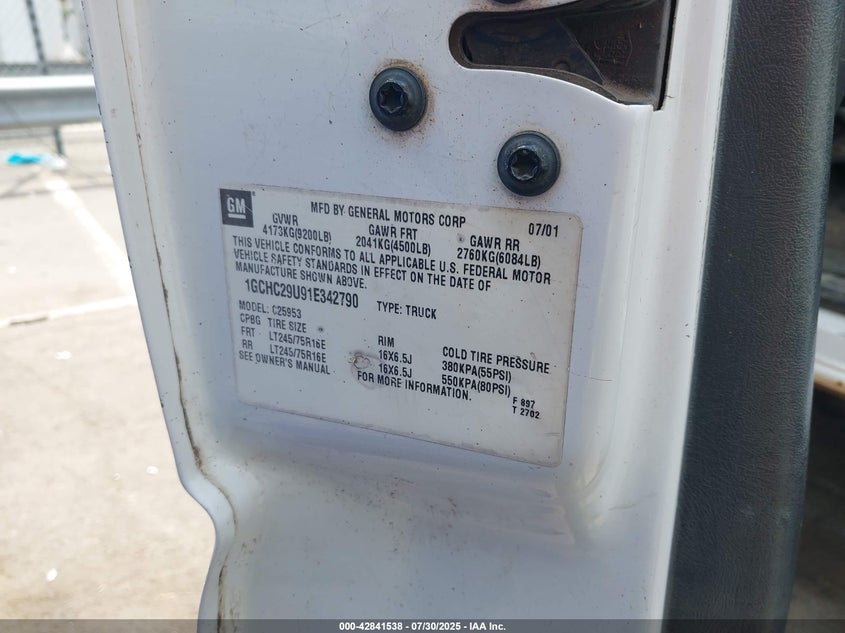 GM
MFD BY GENERAL MOTORS CORP 07/01
GVWR GAWR FRT GAWR RR
4173KG(9200LB) 2041KG(4500LB) 2760KG(6084LB)
THIS VEHICLE CONFORMS TO ALL APPLICABLE U.S. FEDERAL MOTOR
VEHICLE SAFETY STANDARDS IN EFFECT ON THE DATE OF
MANUFACTURE SHOWN ABOVE.
1GCHC29U91E342790 TYPE: TRUCK
MODEL: C25953
CPBG TIRE SIZE RIM COLD TIRE PRESSURE
FRT LT245/75R16E 16X6.5J 380KPA(55PSI)
RR LT245/75R16E 16X6.5J 550KPA(80PSI)
SEE OWNER'S MANUAL FOR MORE INFORMATION.
F 897
T 2702
000-42841538 - 07/30/2025 - IAA Inc.